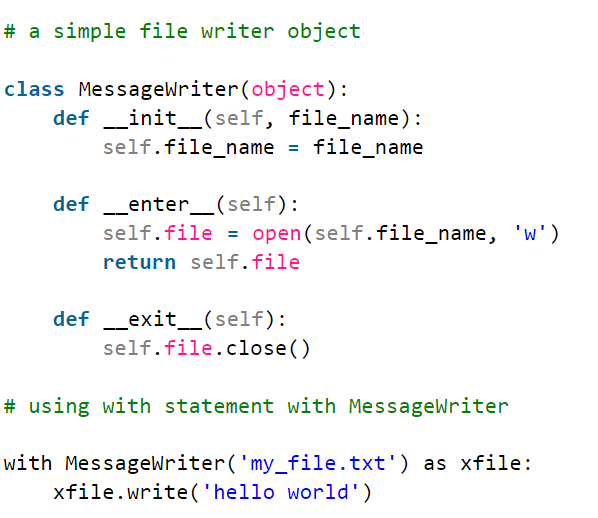 # a simple file writer object

class MessageWriter(object):
    def __init__(self, file_name):
        self.file_name = file_name

    def __enter__(self):
        self.file = open(self.file_name, 'w')
        return self.file

    def __exit__(self):
        self.file.close()

# using with statement with MessageWriter

with MessageWriter('my_file.txt') as xfile:
    xfile.write('hello world')